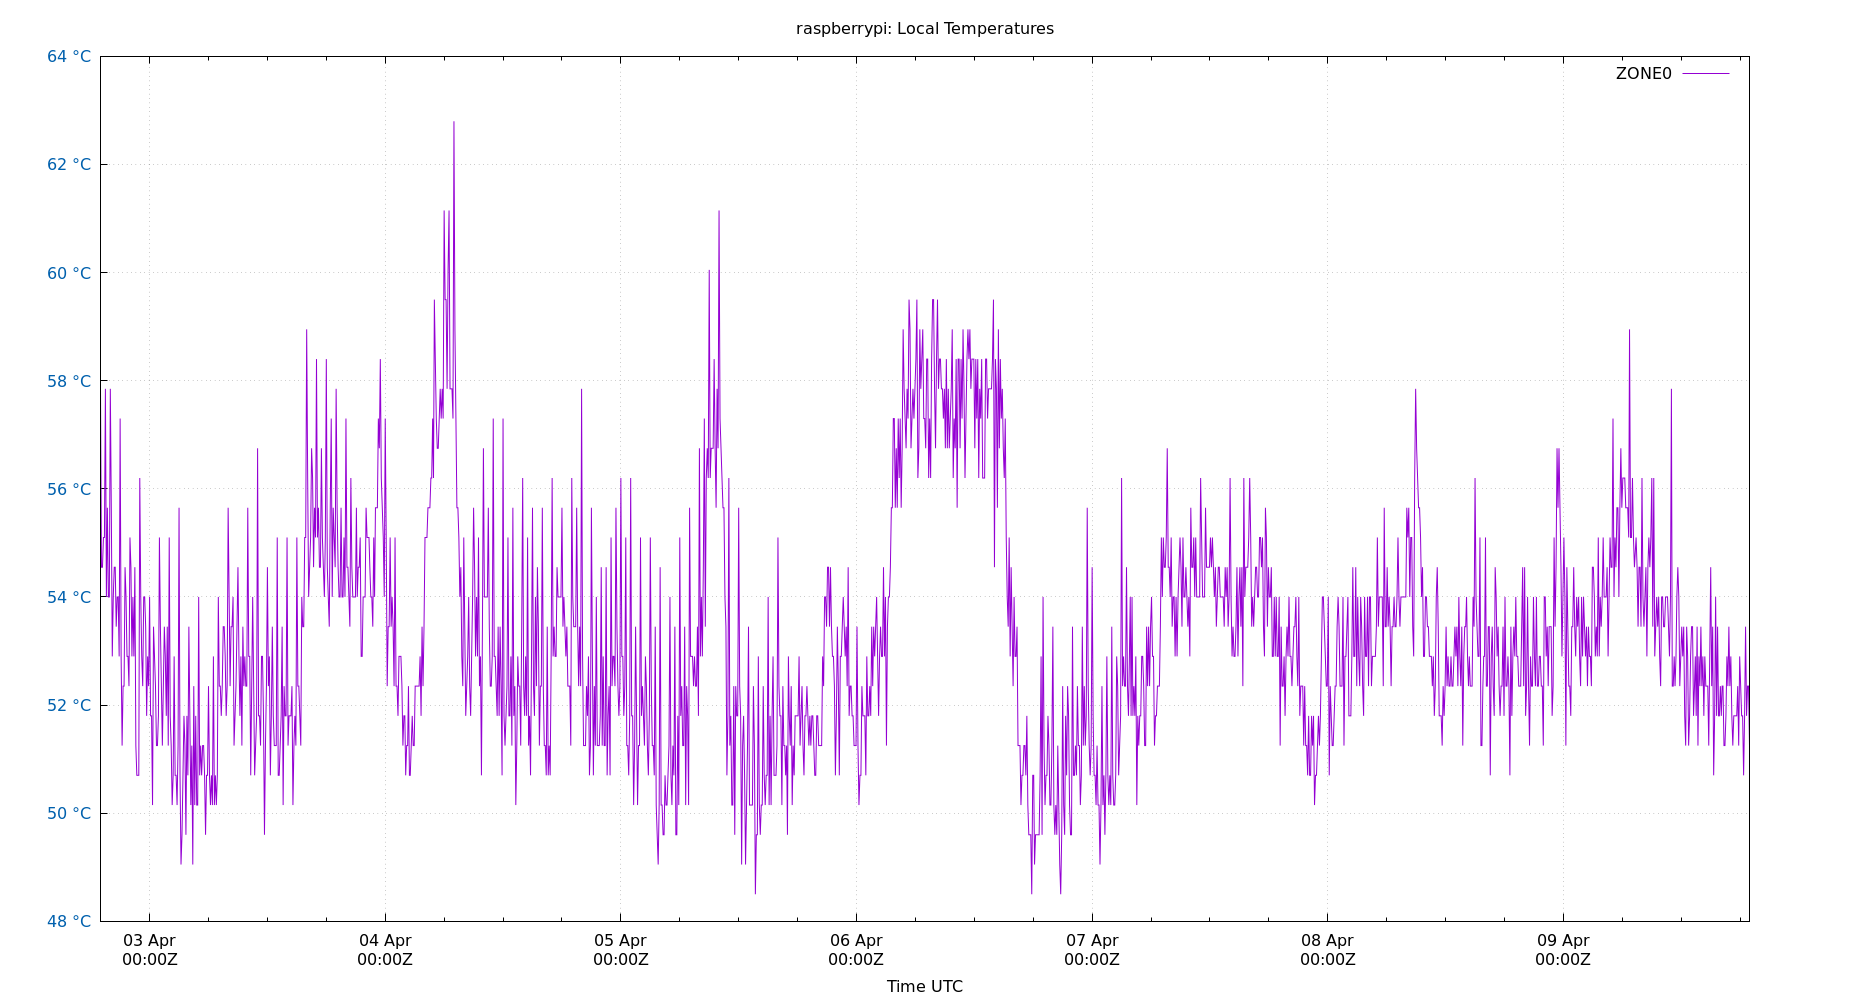 raspberrypi: Local Temperatures
64 °C
ZONE0
62 °C
60 °C
58 °C
56 °C
54 °C
52 °C
50 °C
48 °C
03 Apr 04 Apr 05 Apr 06 Apr 07 Apr 08 Apr 09 Apr
00:00Z 00:00Z 00:00Z 00:00Z 00:00Z 00:00Z 00:00Z
Time UTC